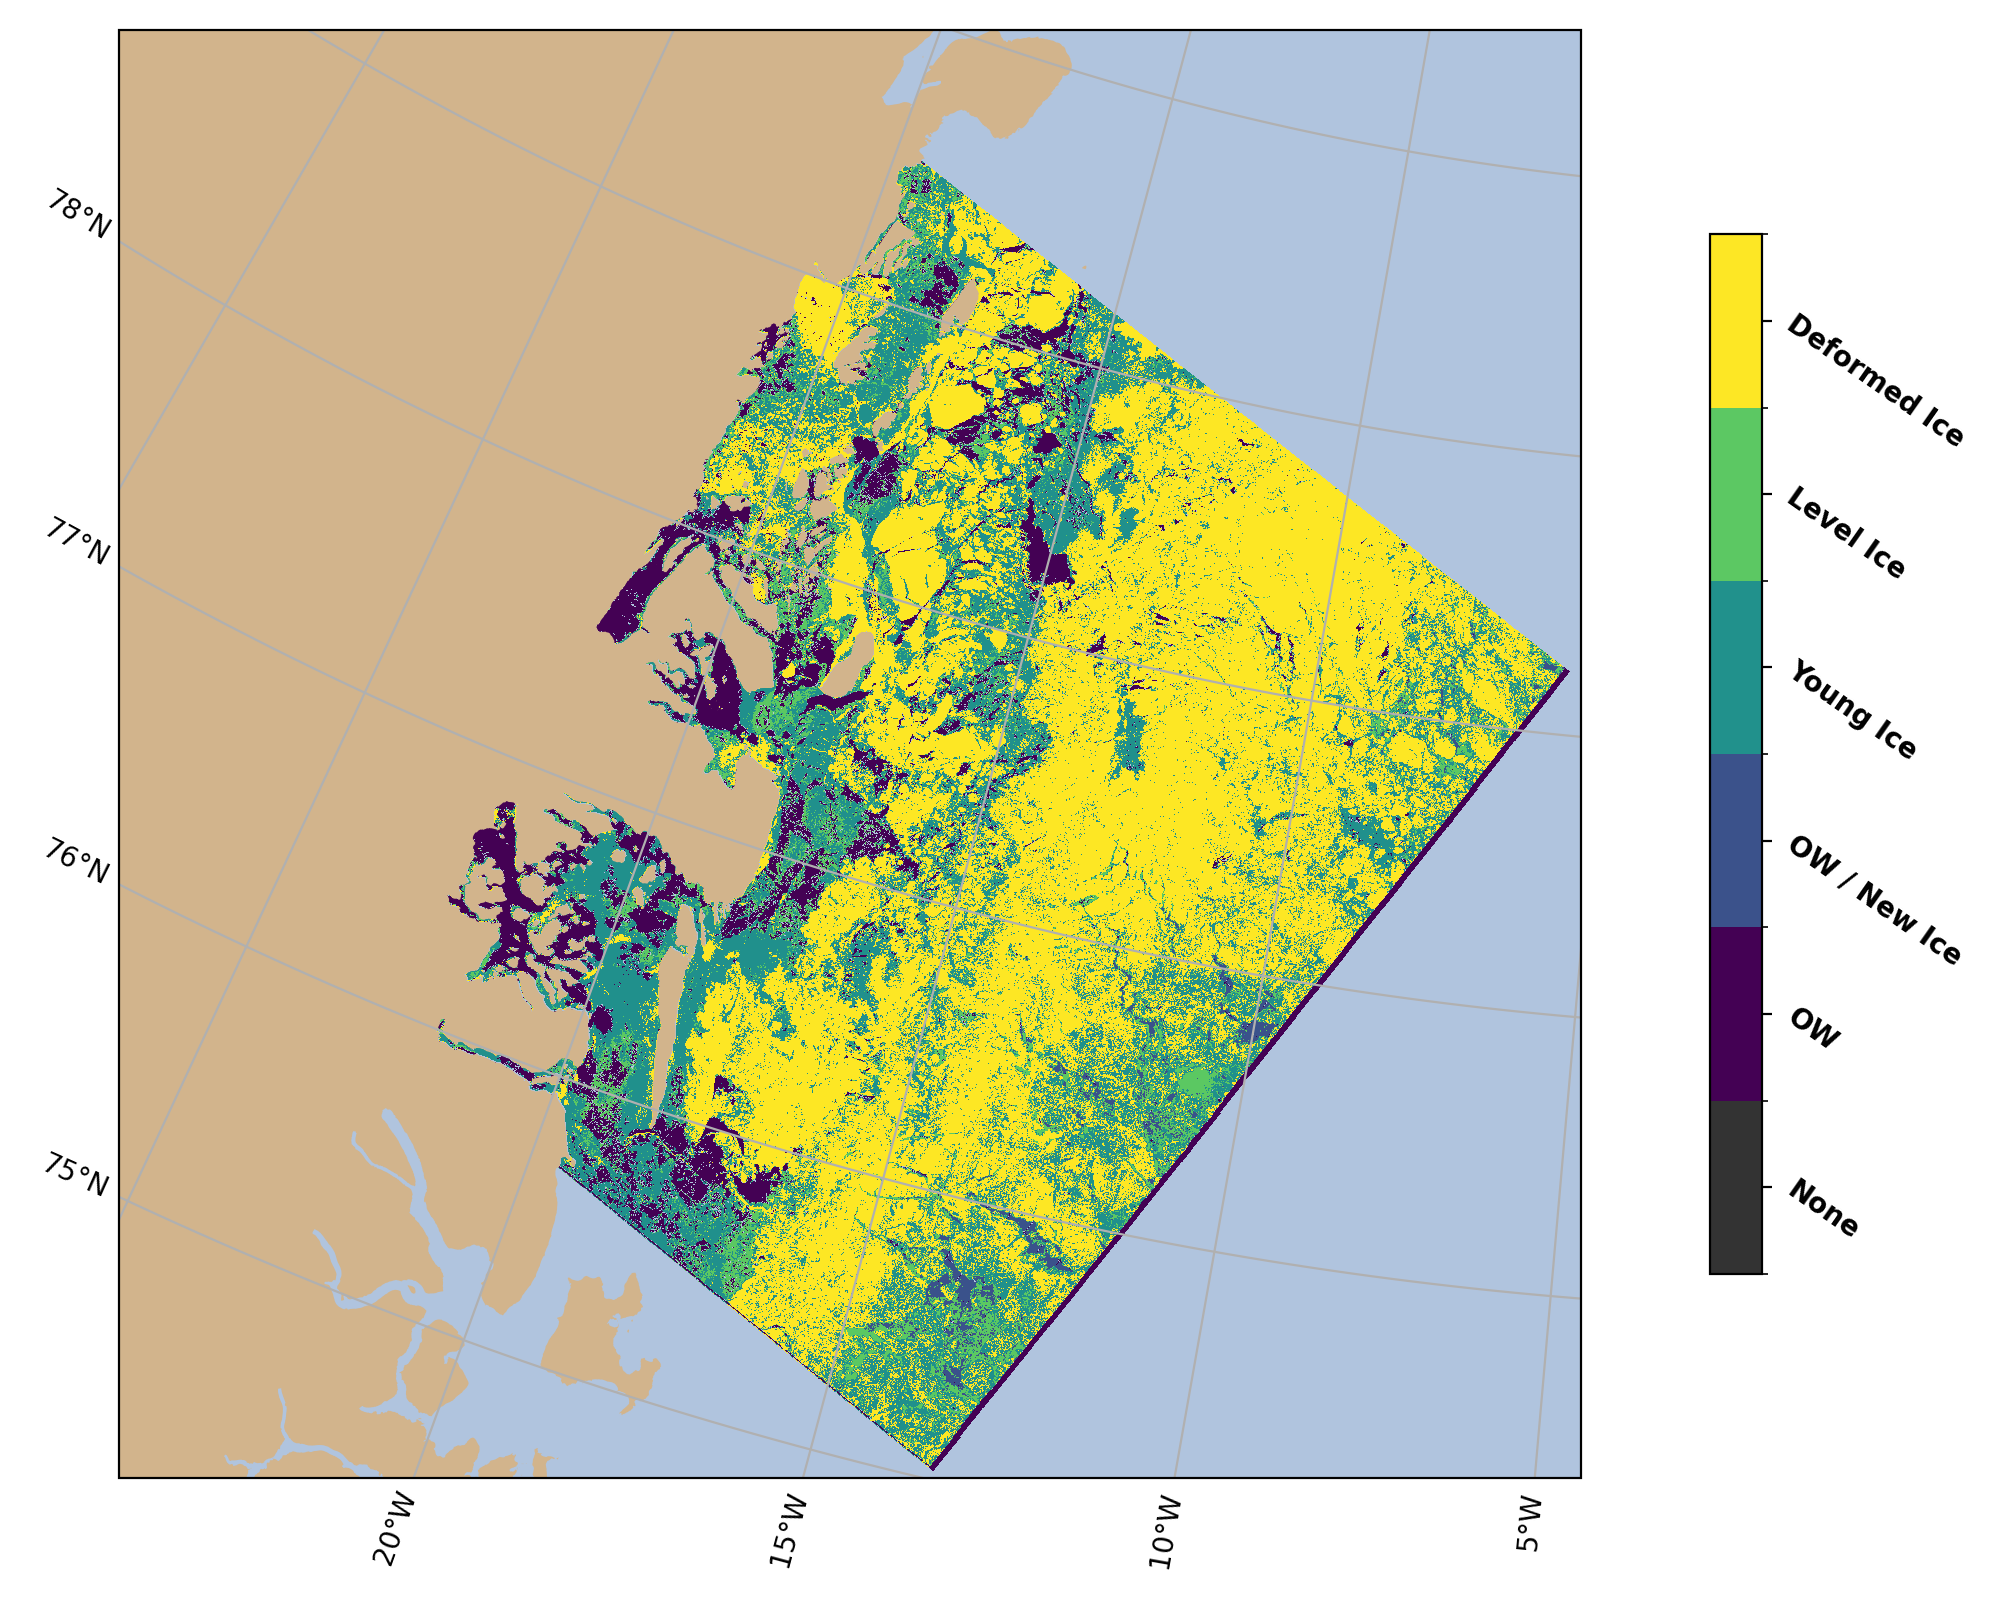 78°N
77°N
76°N
75°N
20°W
15°W
10°W
5°W
Deformed Ice
Level Ice
Young Ice
OW / New Ice
OW
None